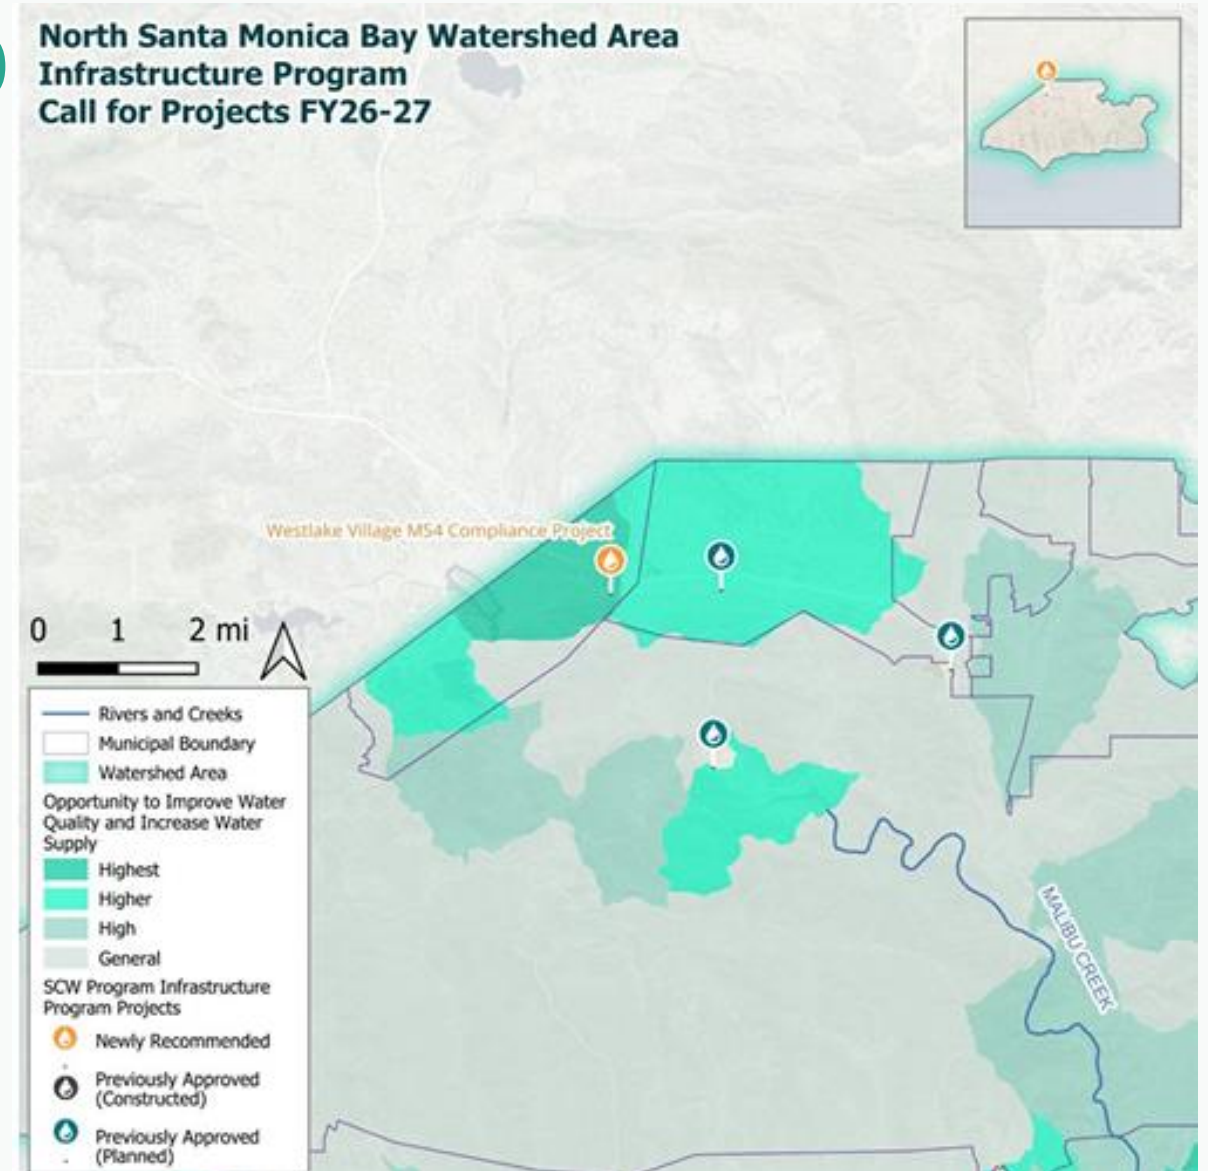 North Santa Monica Bay Watershed Area
Infrastructure Program
Call for Projects FY26-27
Westlake Village MS4 Compliance Project
0 1 2 mi
Rivers and Creeks
Municipal Boundary
Watershed Area
Opportunity to Improve Water
Quality and Increase Water
Supply
Highest
Higher
High
General
SCW Program Infrastructure
Program Projects
Newly Recommended
Previously Approved
(Constructed)
Previously Approved
(Planned)
MALIBU CREEK